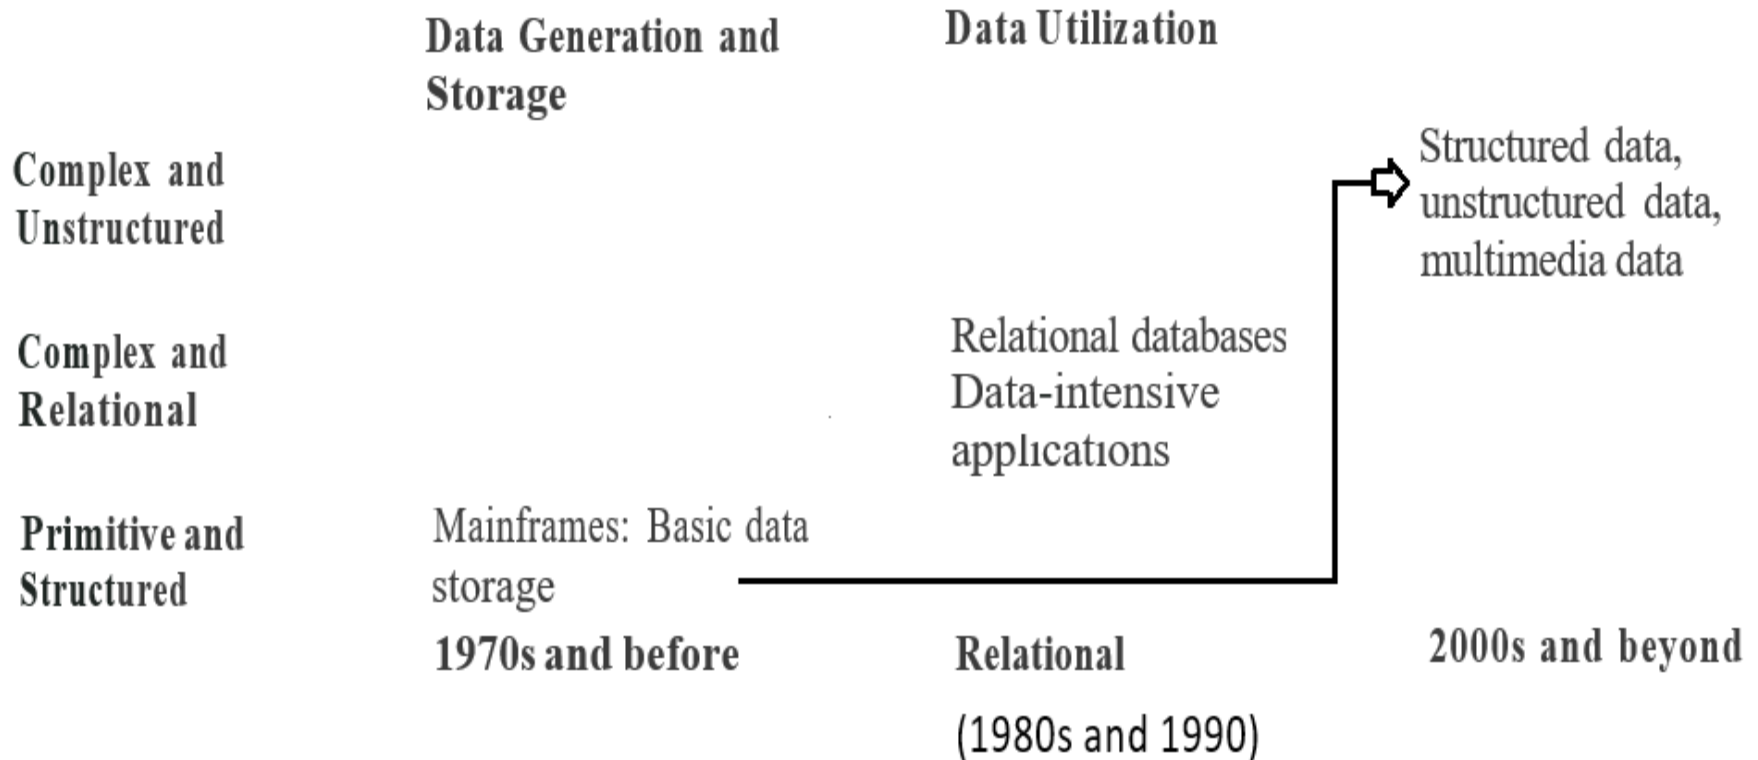 Data Generation and
Storage
Data Utilization
Complex and
Unstructured
Structured data,
unstructured data,
multimedia data
Complex and
Relational
Relational databases
Data-intensive
applications
Primitive and
Structured
Mainframes: Basic data
storage
1970s and before
Relational
(1980s and 1990)
2000s and beyond